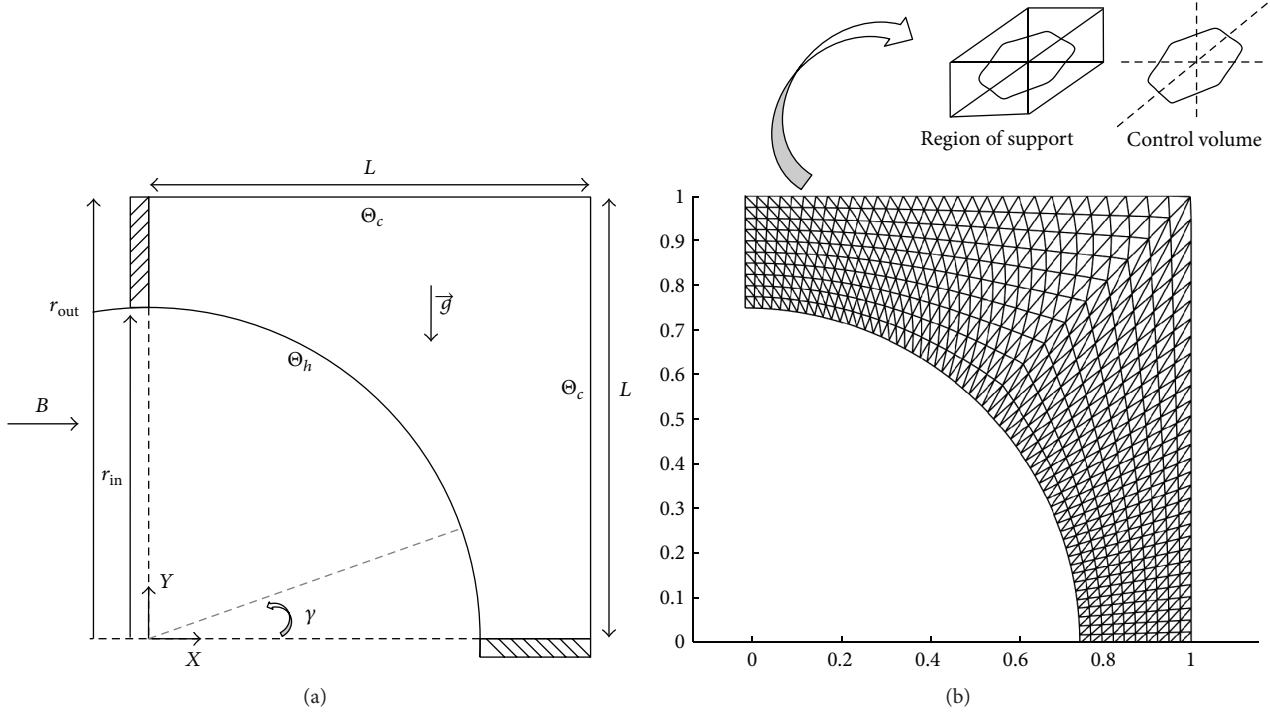 Region of support
Control volume
L
Θc
rout
g
Θh
Θc
L
B
rin
Y
γ
X
(a)
1
0.9
0.8
0.7
0.6
0.5
0.4
0.3
0.2
0.1
0
0 0.2 0.4 0.6 0.8 1
(b)